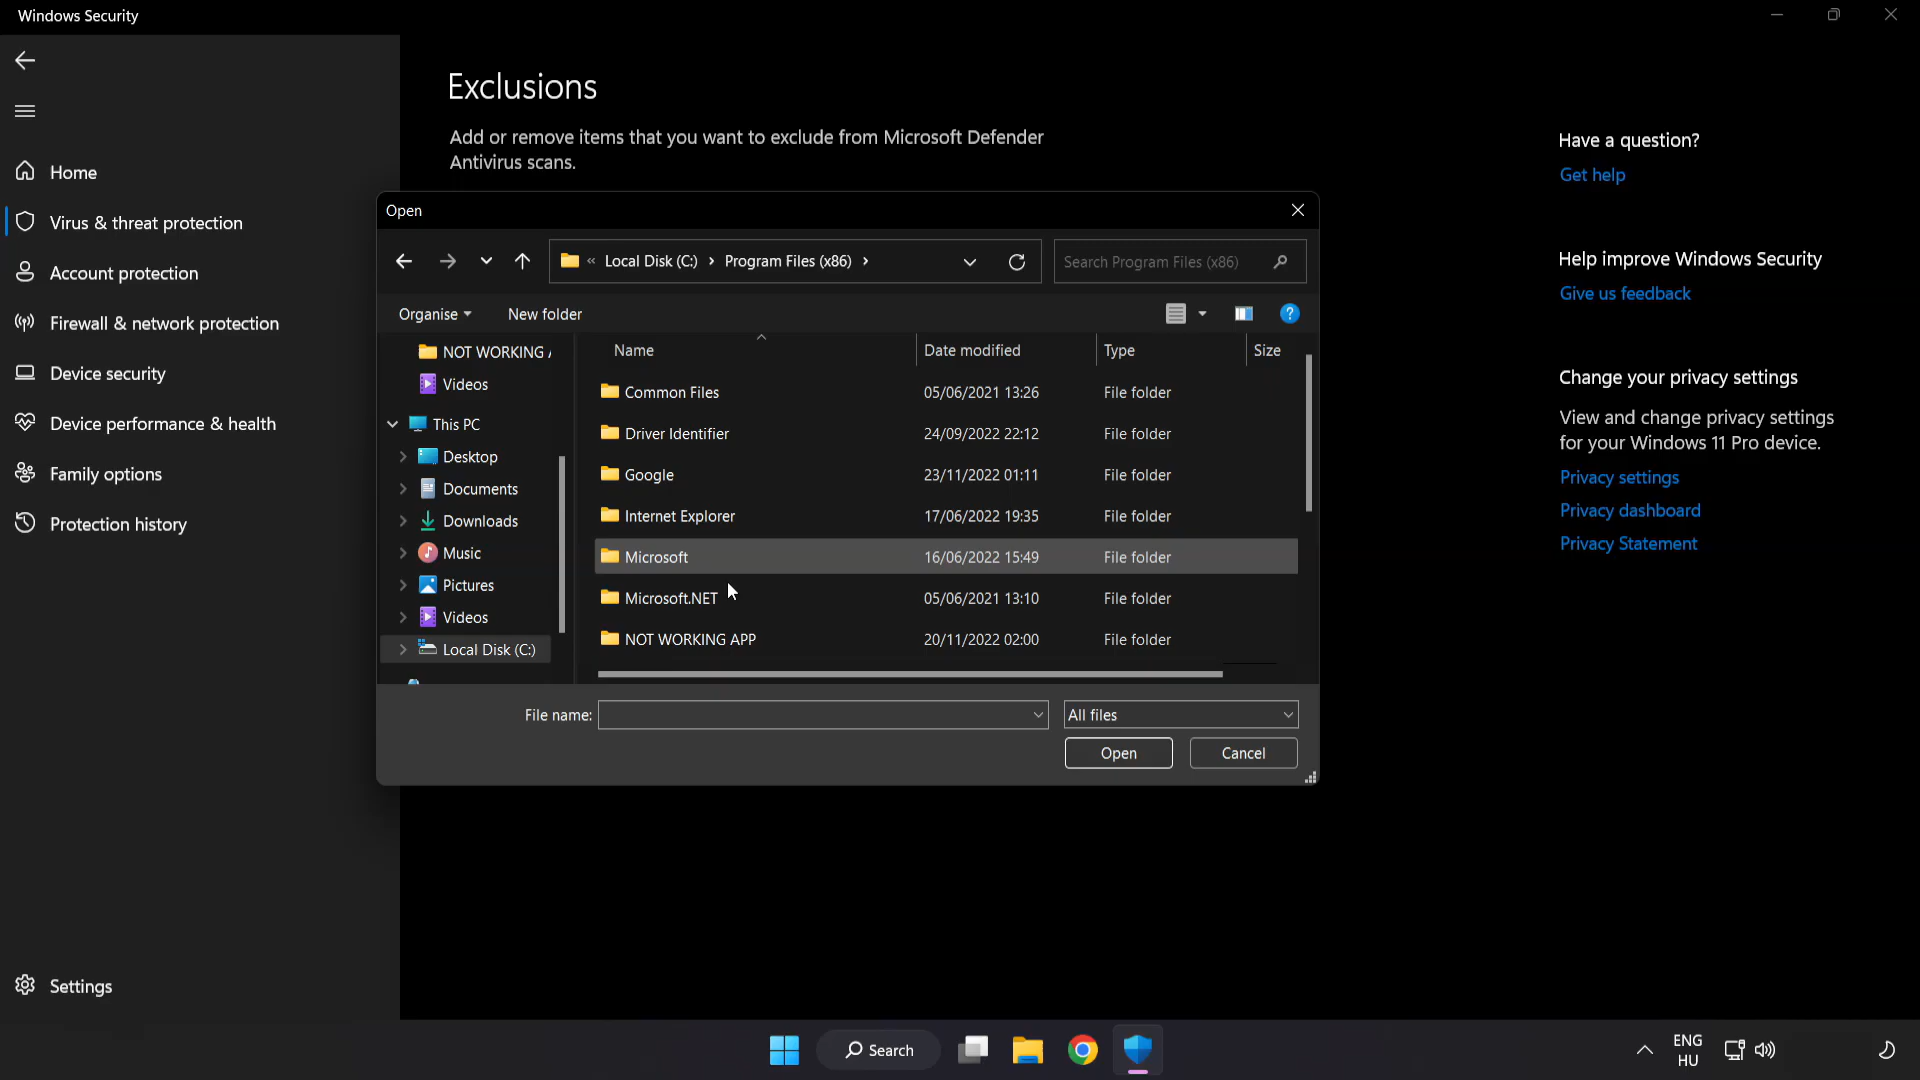 Windows Security
Home
Virus & threat protection
Account protection
Firewall & network protection
Device security
Device performance & health
Family options
Protection history
Settings
Exclusions
Add or remove items that you want to exclude from Microsoft Defender
Antivirus scans.
Have a question?
Get help
Help improve Windows Security
Give us feedback
Change your privacy settings
View and change privacy settings
for your Windows 11 Pro device.
Privacy settings
Privacy dashboard
Privacy Statement
Open
« Local Disk (C:) > Program Files (x86) >
Search Program Files (x86)
Organise
New folder
NOT WORKING
Videos
This PC
Desktop
Documents
Downloads
Music
Pictures
Videos
Local Disk (C:)
Name Date modified Type Size
Common Files 05/06/2021 13:26 File folder
Driver Identifier 24/09/2022 22:12 File folder
Google 23/11/2022 01:11 File folder
Internet Explorer 17/06/2022 19:35 File folder
Microsoft 16/06/2022 15:49 File folder
Microsoft.NET 05/06/2021 13:10 File folder
NOT WORKING APP 20/11/2022 02:00 File folder
File name:
All files
Open
Cancel
Search
ENG
HU